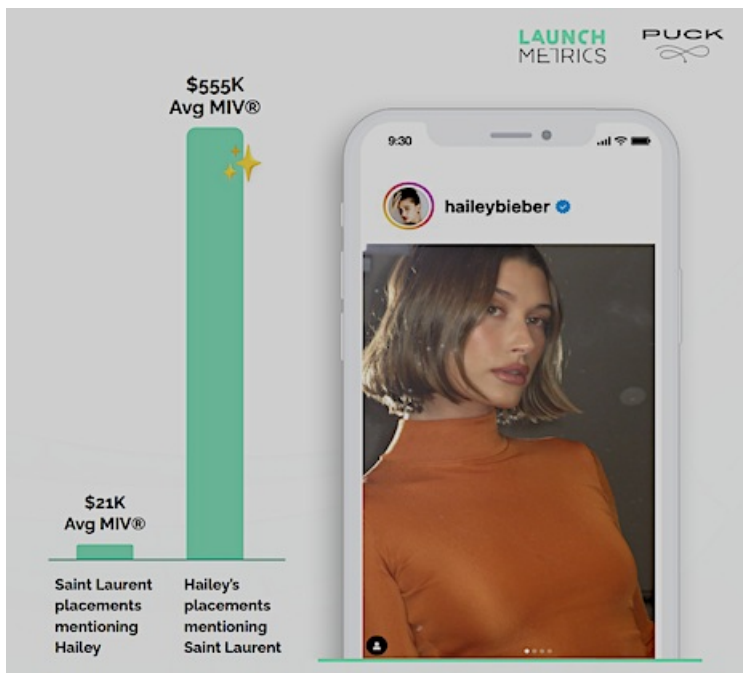 LAUNCH
METRICS
PUCK
$555K
Avg MIV®
9:30
haileybieber
$21K
Avg MIV®
Saint Laurent
placements
mentioning
Hailey
Hailey's
placements
mentioning
Saint Laurent